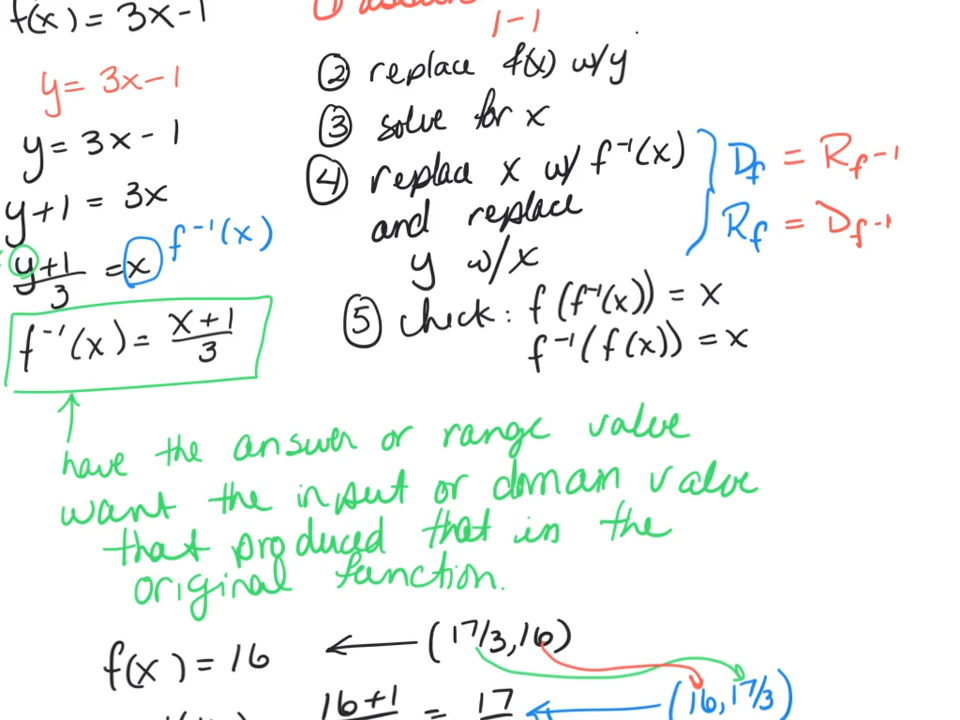 f(x) = 3x-1
y = 3x-1
y = 3x-1
y+1 = 3x
y+1/3 = x f⁻¹(x)
f⁻¹(x) = x+1/3
1-1
② replace f(x) w/y
③ solve for x
④ replace x w/ f⁻¹(x)
and replace
y w/x
D_f = R_f-1
R_f = D_f-1
⑤ check: f(f⁻¹(x)) = x
f⁻¹(f(x)) = x
have the answer or range value
want the input or domain value
that produced that in the
original function.
f(x) = 16 ← (17/3, 16)
16+1 = 17 ← (16, 17/3)